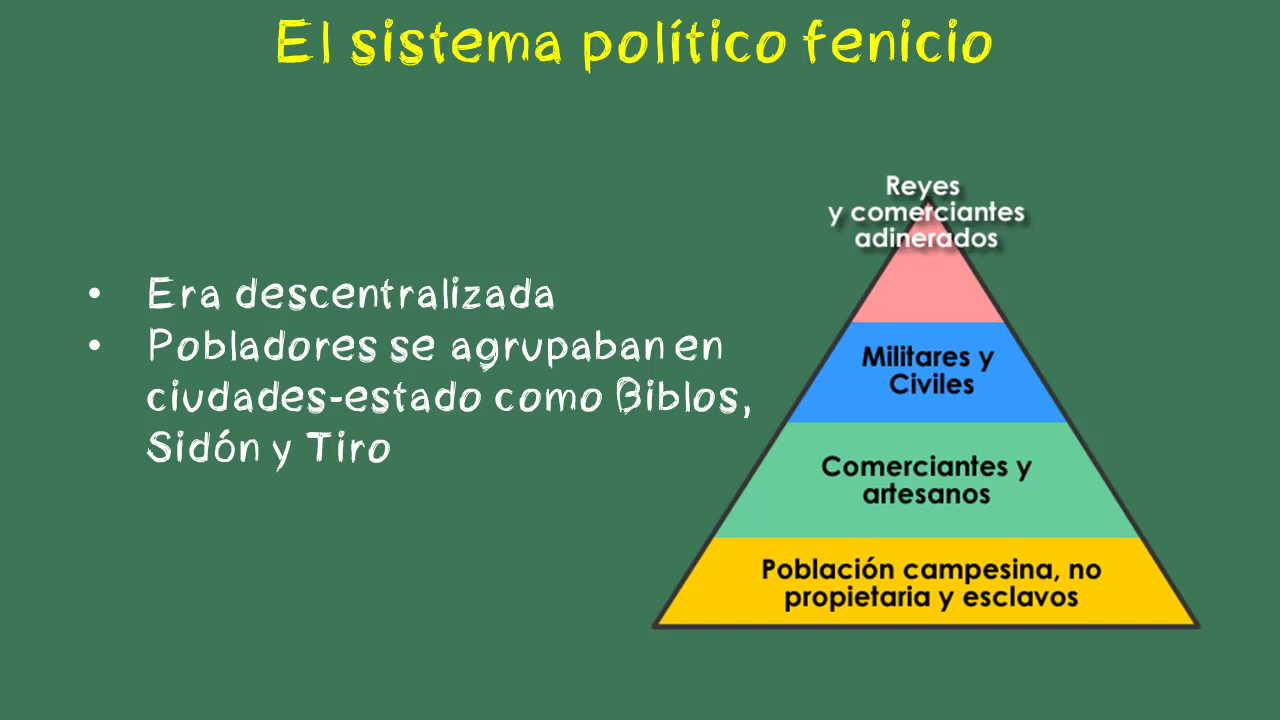 El sistema político fenicio
• Era descentralizada
• Pobladores se agrupaban en
ciudades-estado como Biblos,
Sidón y Tiro
Reyes
y comerciantes
adinerados
Militares y
Civiles
Comerciantes y
artesanos
Población campesina, no
propietaria y esclavos